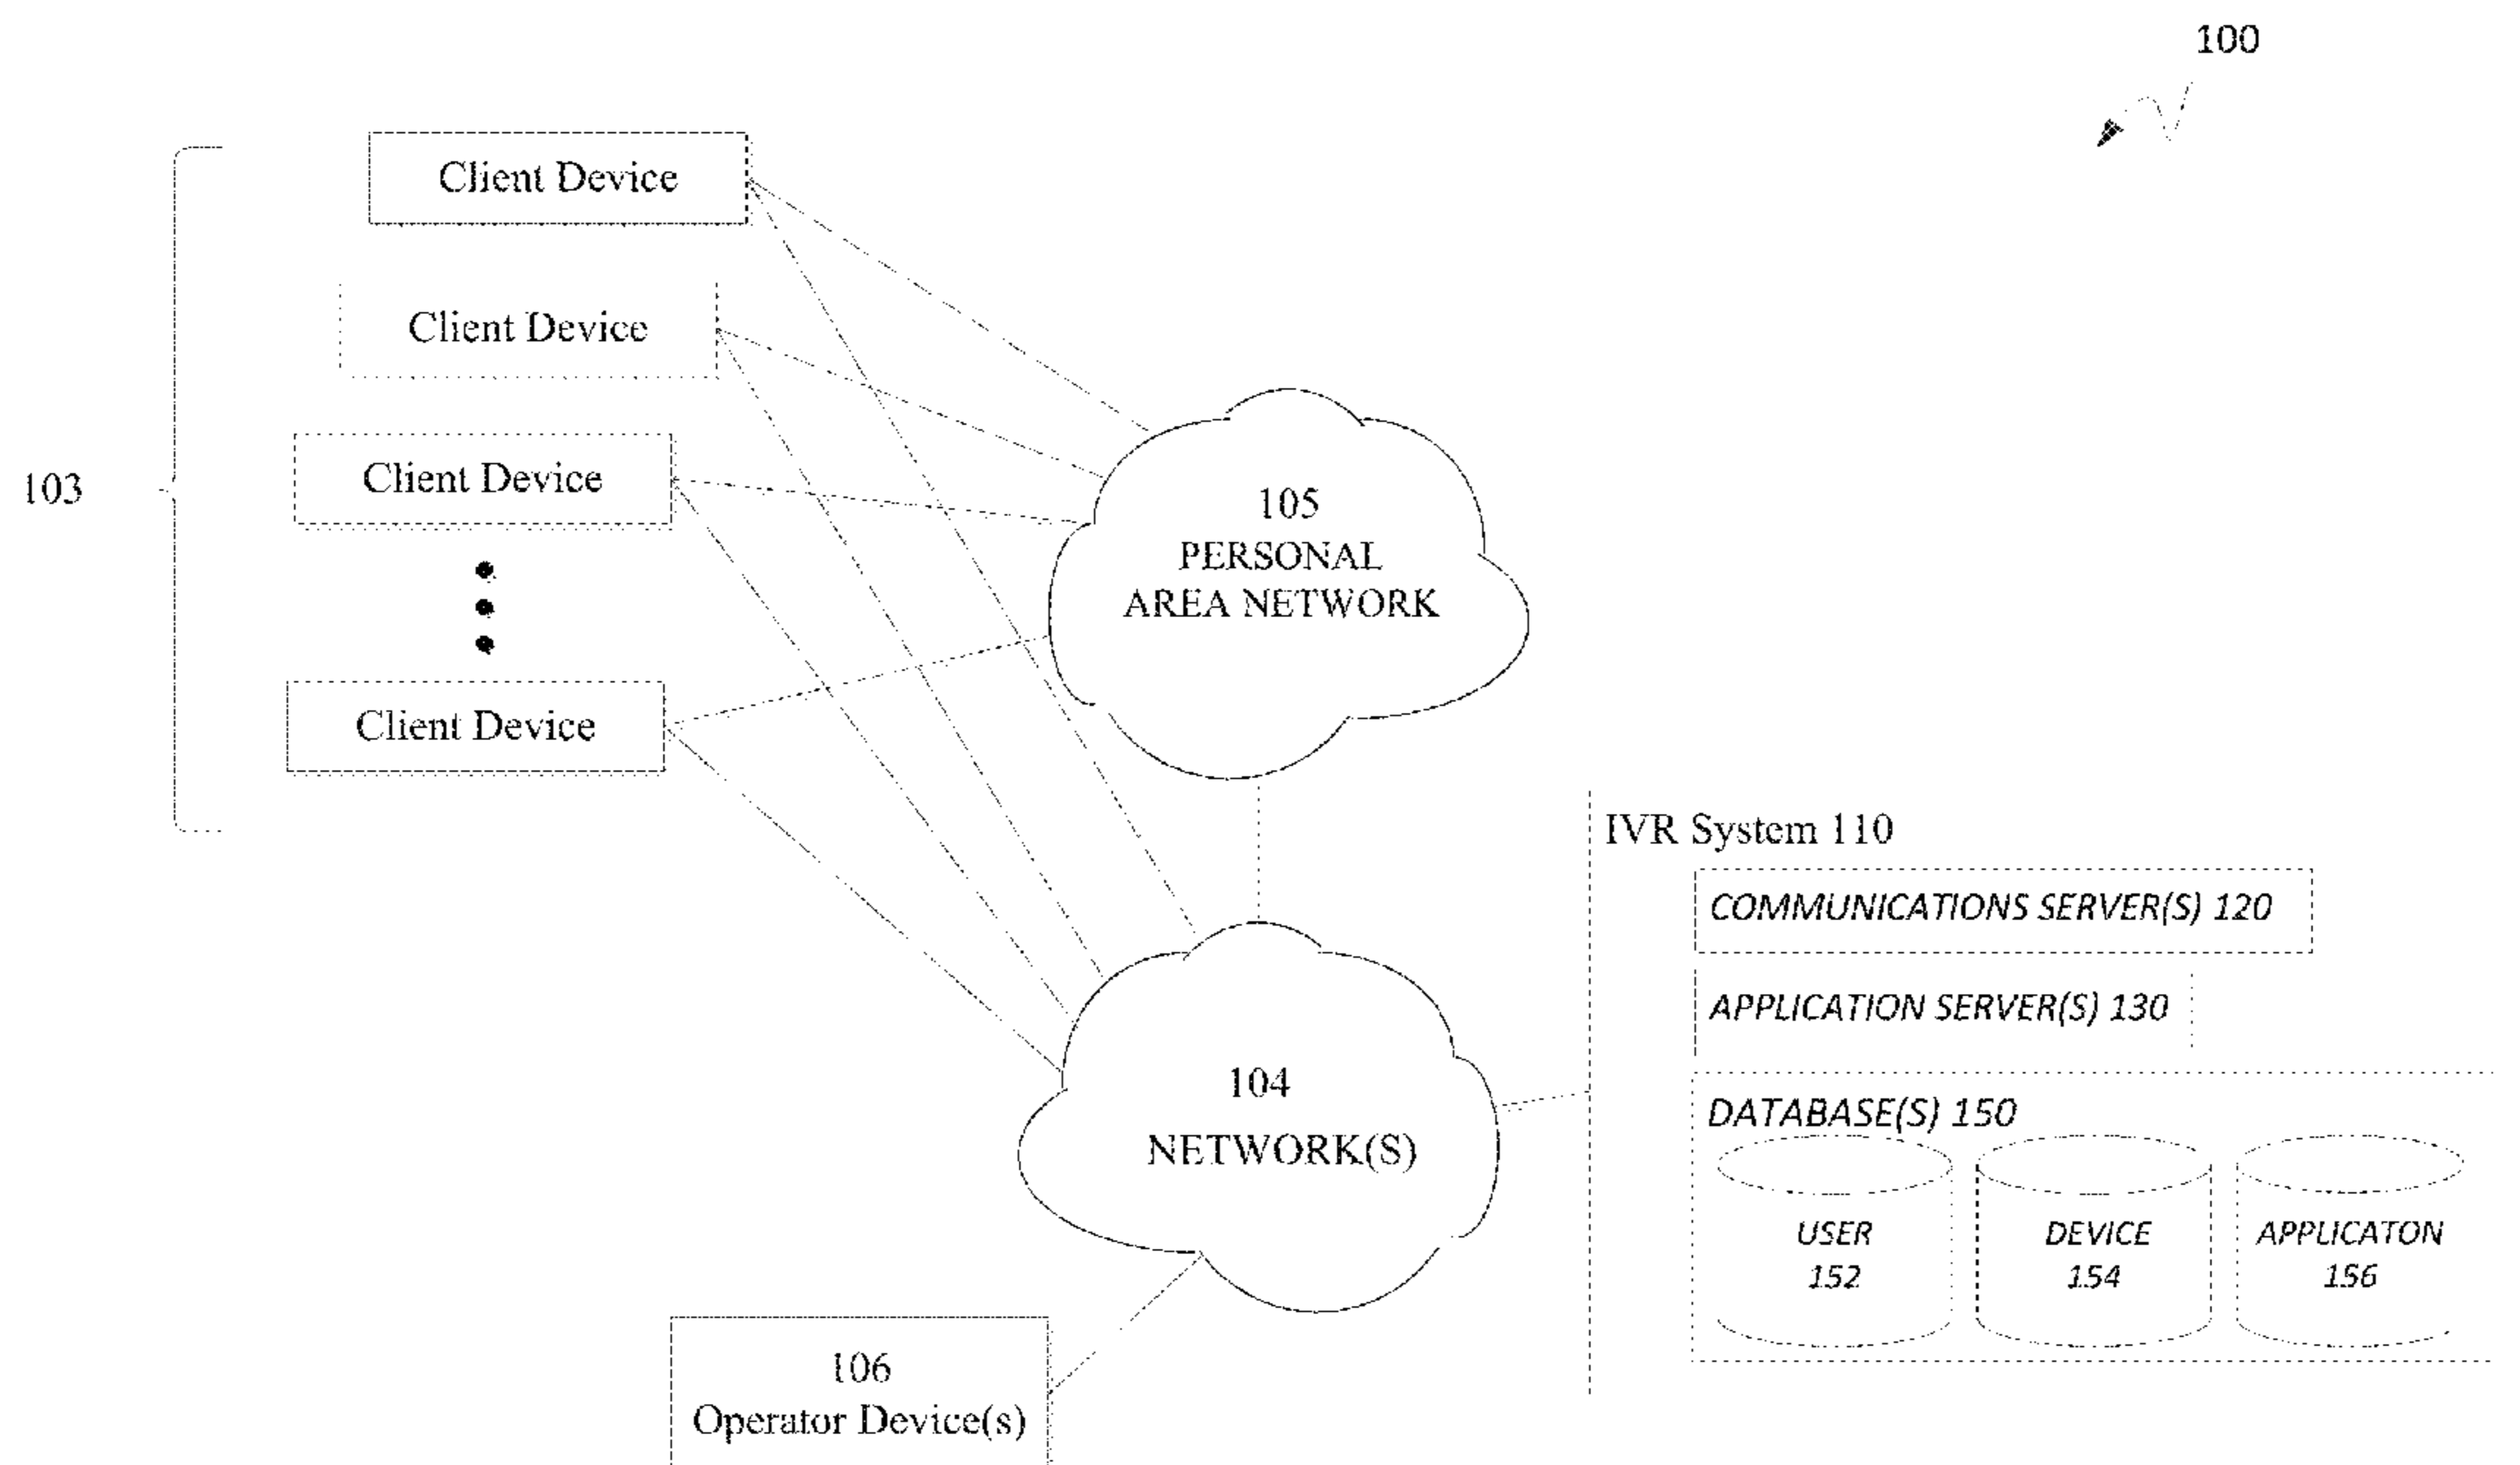 100
Client Device
Client Device
103
Client Device
Client Device
105
PERSONAL
AREA NETWORK
IVR System 110
COMMUNICATIONS SERVER(S) 120
APPLICATION SERVER(S) 130
104
NETWORK(S)
DATABASE(S) 150
USER
152
DEVICE
154
APPLICATON
156
106
Operator Device(s)